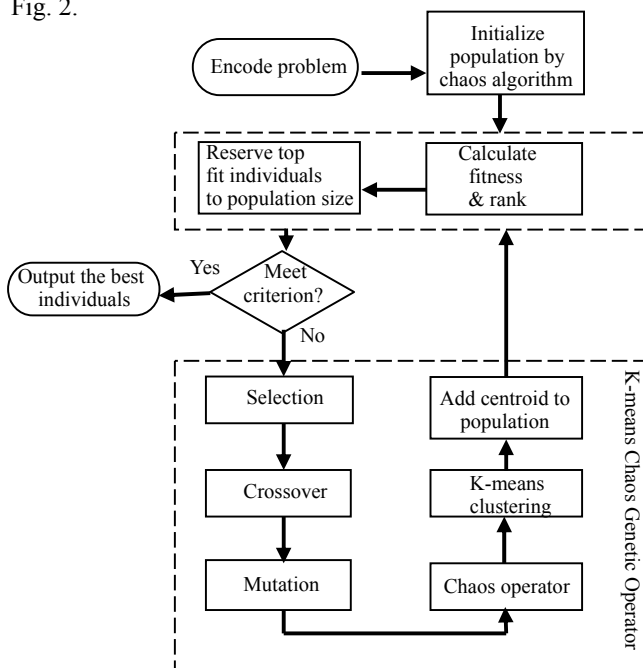 Fig. 2.
Encode problem
Initialize
population by
chaos algorithm
Reserve top
fit individuals
to population size
Calculate
fitness
& rank
Yes
Meet
criterion?
Output the best
individuals
No
Selection
Add centroid to
population
Crossover
K-means
clustering
Mutation
Chaos operator
K-means Chaos Genetic Operator